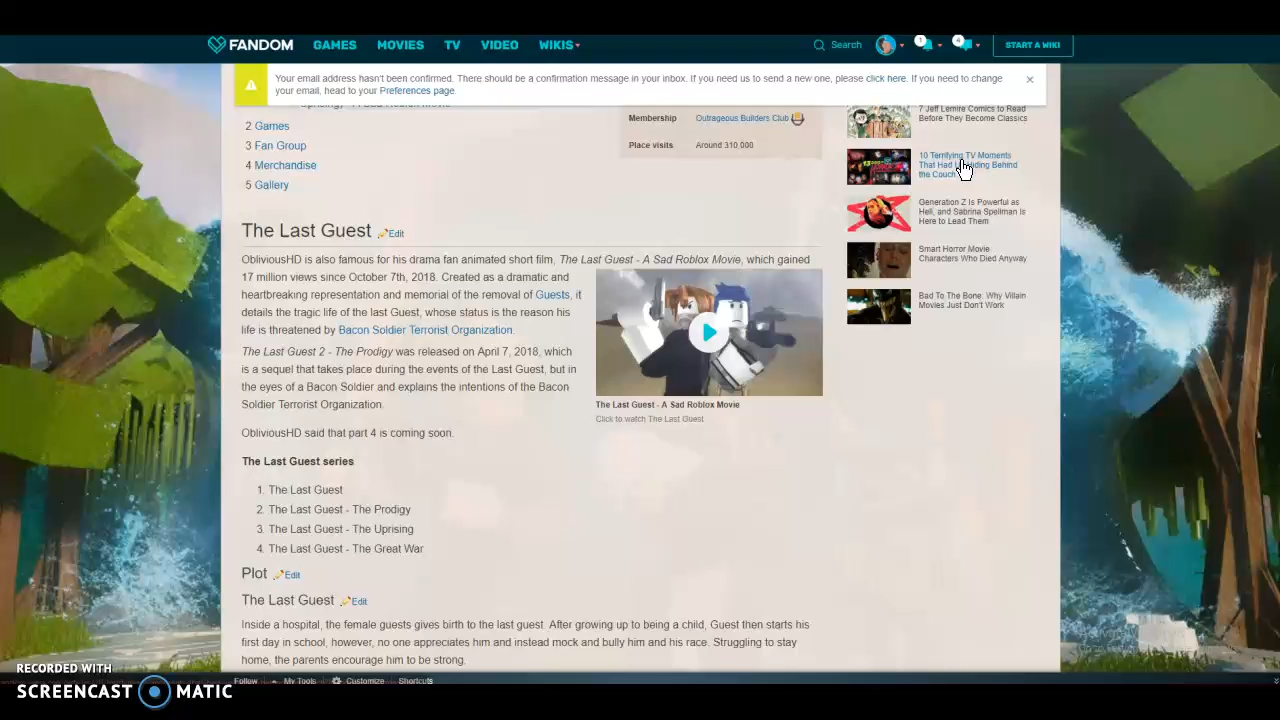 FANDOM GAMES MOVIES TV VIDEO WIKIS Search 1 4 START A WIKI
Your email address hasn't been confirmed. There should be a confirmation message in your inbox. If you need us to send a new one, please click here. If you need to
change your email, head to your Preferences page.
2 Games
3 Fan Group
4 Merchandise
5 Gallery
Membership Outrageous Builders Club
Place visits Around 310,000
The Last Guest Edit
ObliviousHD is also famous for his drama fan animated short film, The Last Guest - A Sad Roblox Movie, which gained
17 million views since October 7th, 2018. Created as a dramatic and
heartbreaking representation and memorial of the removal of Guests, it
details the tragic life of the last Guest, whose status is the reason his
life is threatened by Bacon Soldier Terrorist Organization.
The Last Guest 2 - The Prodigy was released on April 7, 2018, which
is a sequel that takes place during the events of the Last Guest, but in
the eyes of a Bacon Soldier and explains the intentions of the Bacon
Soldier Terrorist Organization.
ObliviousHD said that part 4 is coming soon.
The Last Guest - A Sad Roblox Movie
Click to watch The Last Guest
The Last Guest series
1. The Last Guest
2. The Last Guest - The Prodigy
3. The Last Guest - The Uprising
4. The Last Guest - The Great War
Plot Edit
The Last Guest Edit
Inside a hospital, the female guests gives birth to the last guest. After growing up to being a child, Guest then starts his
first day in school, however, no one appreciates him and instead mock and bully him and his race. Struggling to stay
home, the parents encourage him to be strong.
7 Jeff Lemire Comics to Read
Before They Become Classics
10 Terrifying TV Moments
That Had Hiding Behind
the Couch
Generation Z Is Powerful as
Hell, and Sabrina Spellman is
Here to Lead Them
Smart Horror Movie
Characters Who Died Anyway
Bad To The Bone: Why Villain
Movies Just Don't Work
Follow My Tools Customize Shortcuts
RECORDED WITH
SCREENCAST MATIC